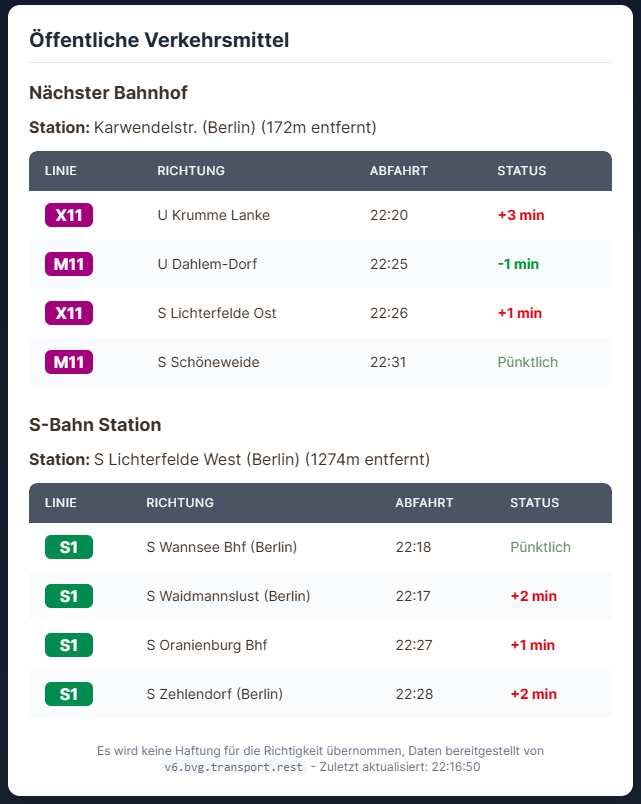 Öffentliche Verkehrsmittel
Nächster Bahnhof
Station: Karwendelstr. (Berlin) (172m entfernt)
LINIE RICHTUNG ABFAHRT STATUS
X11 U Krumme Lanke 22:20 +3 min
M11 U Dahlem-Dorf 22:25 -1 min
X11 S Lichterfelde Ost 22:26 +1 min
M11 S Schöneweide 22:31 Pünktlich
S-Bahn Station
Station: S Lichterfelde West (Berlin) (1274m entfernt)
LINIE RICHTUNG ABFAHRT STATUS
S1 S Wannsee Bhf (Berlin) 22:18 Pünktlich
S1 S Waidmannslust (Berlin) 22:17 +2 min
S1 S Oranienburg Bhf 22:27 +1 min
S1 S Zehlendorf (Berlin) 22:28 +2 min
Es wird keine Haftung für die Richtigkeit übernommen, Daten bereitgestellt von
v6.bvg.transport.rest - Zuletzt aktualisiert: 22:16:50